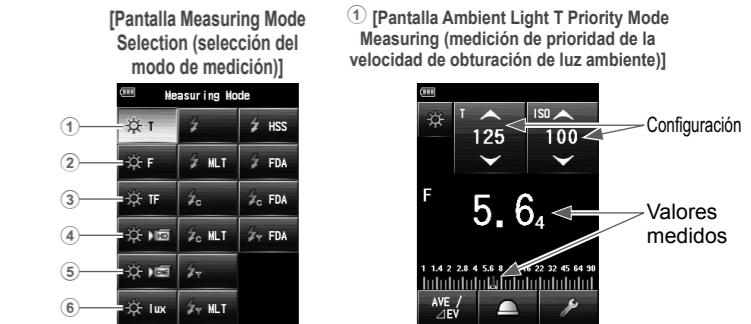 [Pantalla Measuring Mode
Selection (selección del
modo de medición)]
① [Pantalla Ambient Light T Priority Mode
Measuring (medición de prioridad de la
velocidad de obturación de luz ambiente)]
Measuring Mode
① T HSS
② F MLT FDA
③ TF C C FDA
④ HD C MLT Y FDA
⑤ CINE Y
⑥ lux Y MLT
T ISO
125 100
Configuración
F
5.6₄
Valores
medidos
1 1.4 2 2.8 4 5.6 8 11 16 22 32 45 64 90
AVE /
⊿EV